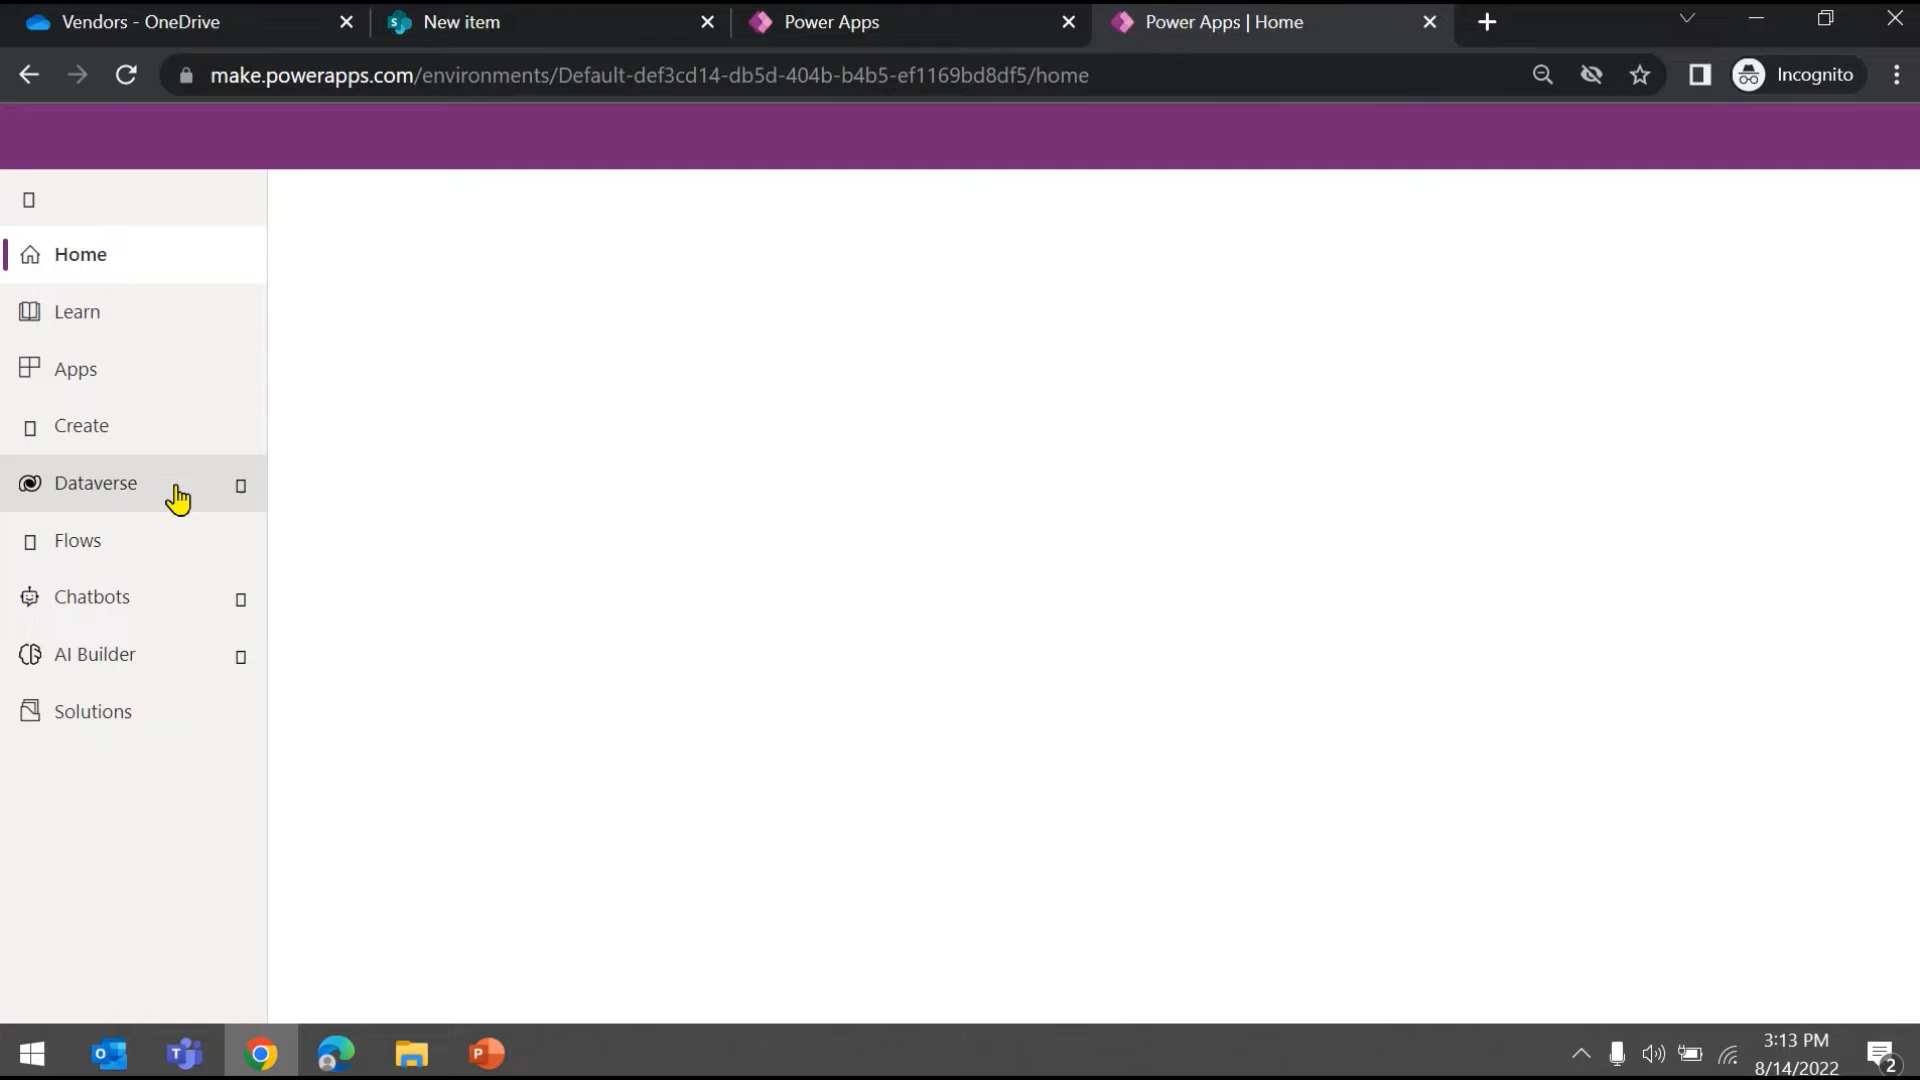 Vendors - OneDrive
New item
Power Apps
Power Apps | Home
make.powerapps.com/environments/Default-def3cd14-db5d-404b-b4b5-ef1169bd8df5/home
Incognito
Home
Learn
Apps
Create
Dataverse
Flows
Chatbots
AI Builder
Solutions
3:13 PM
8/14/2022
2